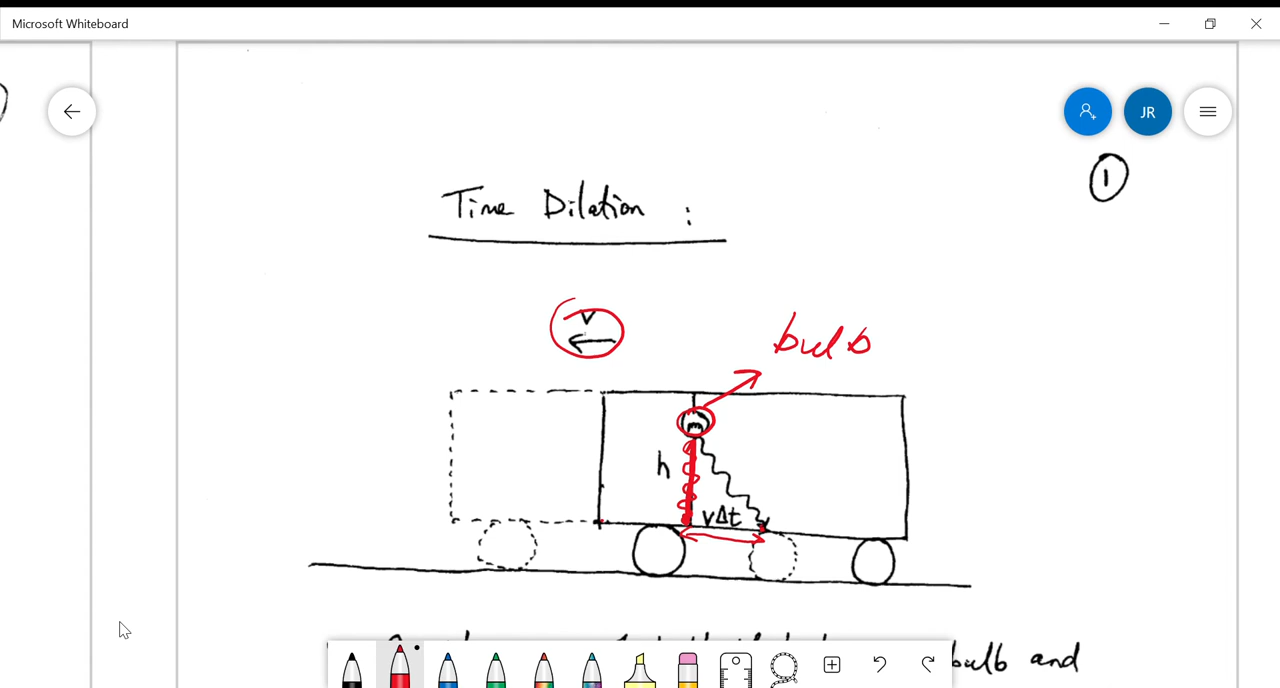 Microsoft Whiteboard
JR
1
Time Dilation :
v
bulb
h
vΔt
bulb and